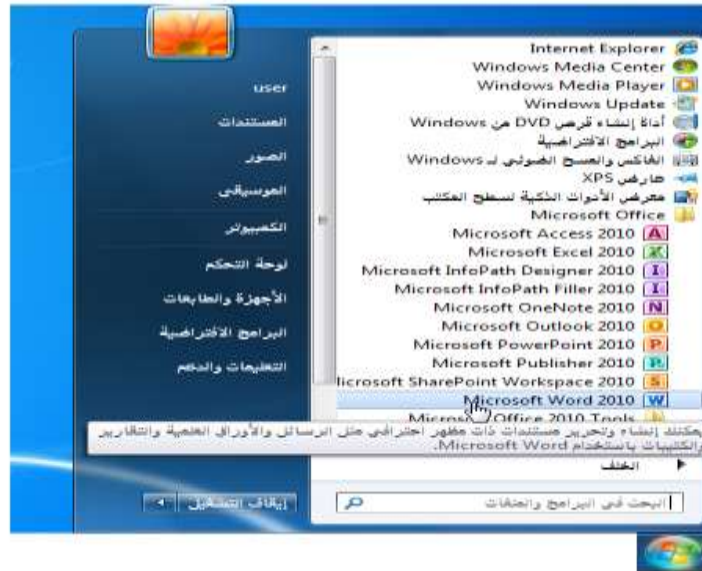 Internet Explorer
Windows Media Center
Windows Media Player
Windows Update
أداة إنشاء قرص DVD من Windows
البرامج الافتراضية
الفاكس والمسح الضوئي لـ Windows
عارض XPS
معرض الأدوات الذكية لسطح المكتب
Microsoft Office
Microsoft Access 2010
Microsoft Excel 2010
Microsoft InfoPath Designer 2010
Microsoft InfoPath Filler 2010
Microsoft OneNote 2010
Microsoft Outlook 2010
Microsoft PowerPoint 2010
Microsoft Publisher 2010
licrosoft SharePoint Workspace 2010
Microsoft Word 2010
Microsoft Office 2010 Tools
يمكنك إنشاء وتحرير مستندات ذات مظهر احترافي مثل الرسائل والأوراق العلمية والتقارير
والكتيبات باستخدام Microsoft Word.
الخلف
البحث في البرامج والملفات
user
المستندات
الصور
الموسيقى
الكمبيوتر
لوحة التحكم
الأجهزة والطابعات
البرامج الافتراضية
التعليمات والدعم
إيقاف التشغيل